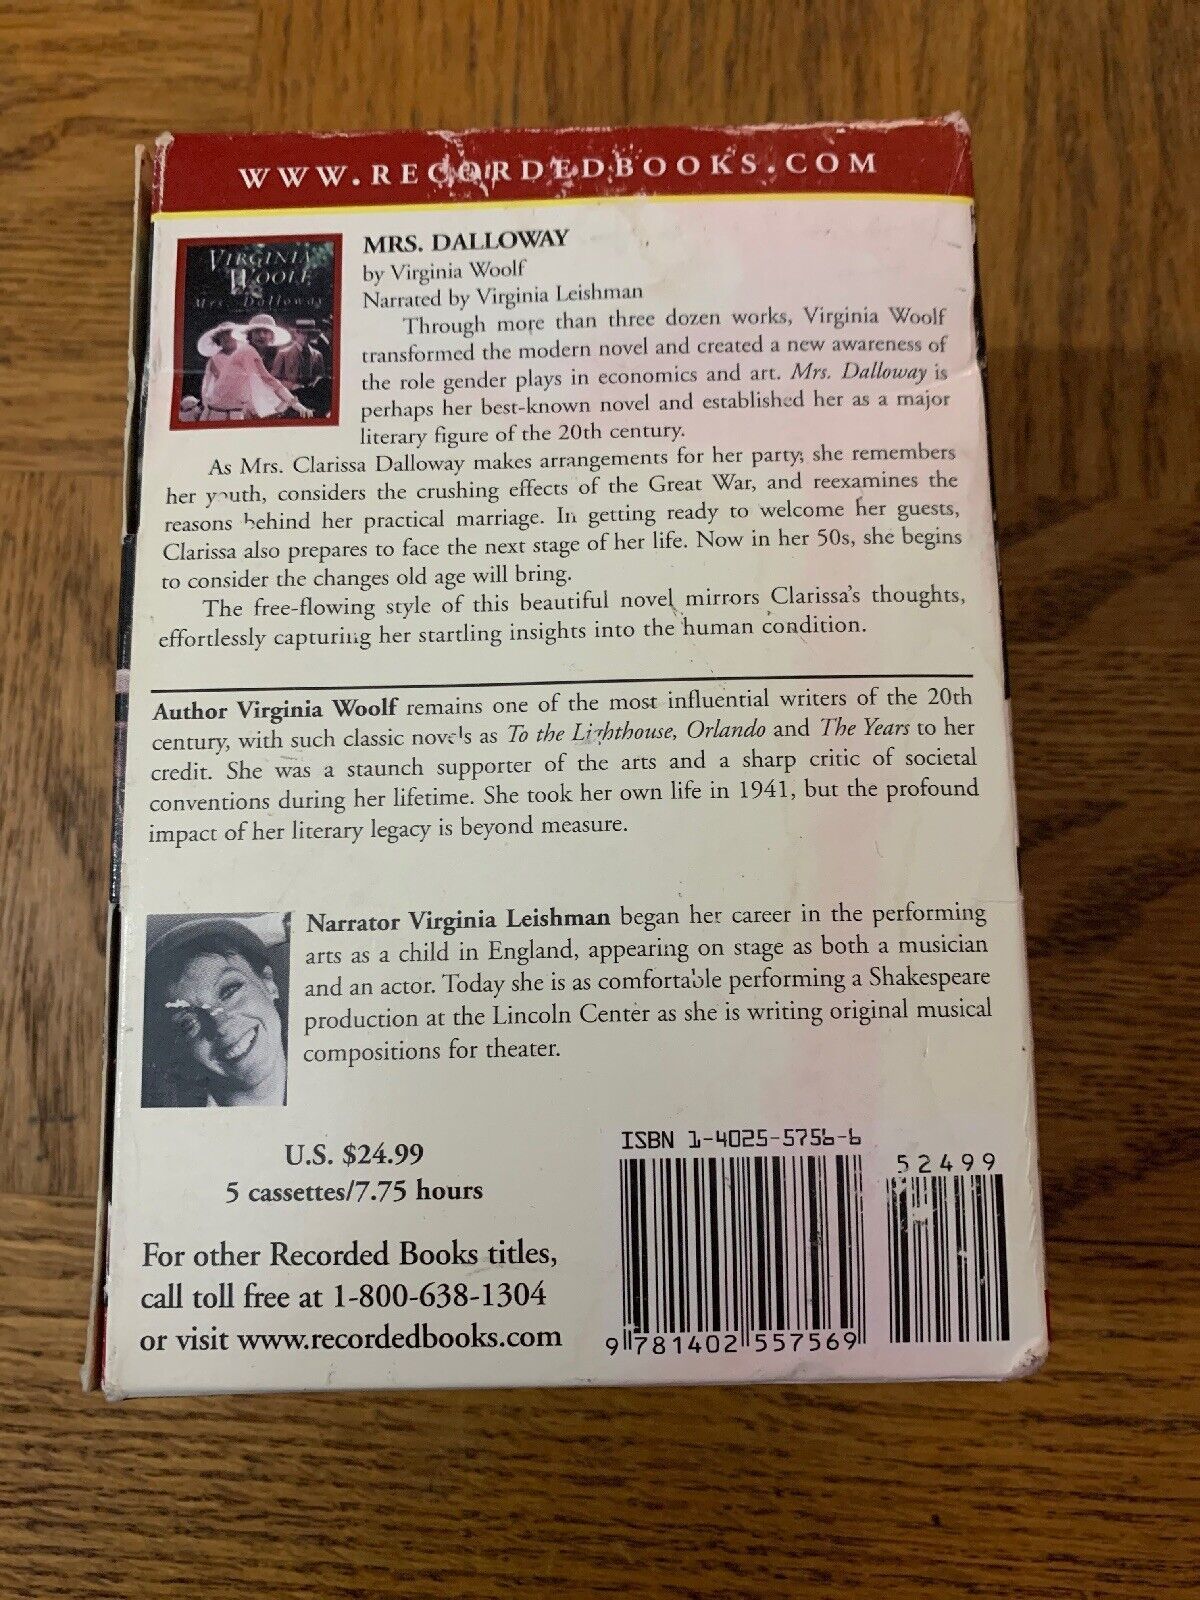 WWW.RECORDEDBOOKS.COM
VIRGINIA
WOOLF
Mrs. Dalloway
MRS. DALLOWAY
by Virginia Woolf
Narrated by Virginia Leishman
Through more than three dozen works, Virginia Woolf
transformed the modern novel and created a new awareness of
the role gender plays in economics and art. Mrs. Dalloway is
perhaps her best-known novel and established her as a major
literary figure of the 20th century.
As Mrs. Clarissa Dalloway makes arrangements for her party, she remembers
her youth, considers the crushing effects of the Great War, and reexamines the
reasons behind her practical marriage. In getting ready to welcome her guests,
Clarissa also prepares to face the next stage of her life. Now in her 50s, she begins
to consider the changes old age will bring.
The free-flowing style of this beautiful novel mirrors Clarissa's thoughts,
effortlessly capturing her startling insights into the human condition.
Author Virginia Woolf remains one of the most influential writers of the 20th
century, with such classic novels as To the Lighthouse, Orlando and The Years to her
credit. She was a staunch supporter of the arts and a sharp critic of societal
conventions during her lifetime. She took her own life in 1941, but the profound
impact of her literary legacy is beyond measure.
Narrator Virginia Leishman began her career in the performing
arts as a child in England, appearing on stage as both a musician
and an actor. Today she is as comfortable performing a Shakespeare
production at the Lincoln Center as she is writing original musical
compositions for theater.
U.S. $24.99
5 cassettes/7.75 hours
For other Recorded Books titles,
call toll free at 1-800-638-1304
or visit www.recordedbooks.com
ISBN 1-4025-5756-6
52499
9 781402 557569